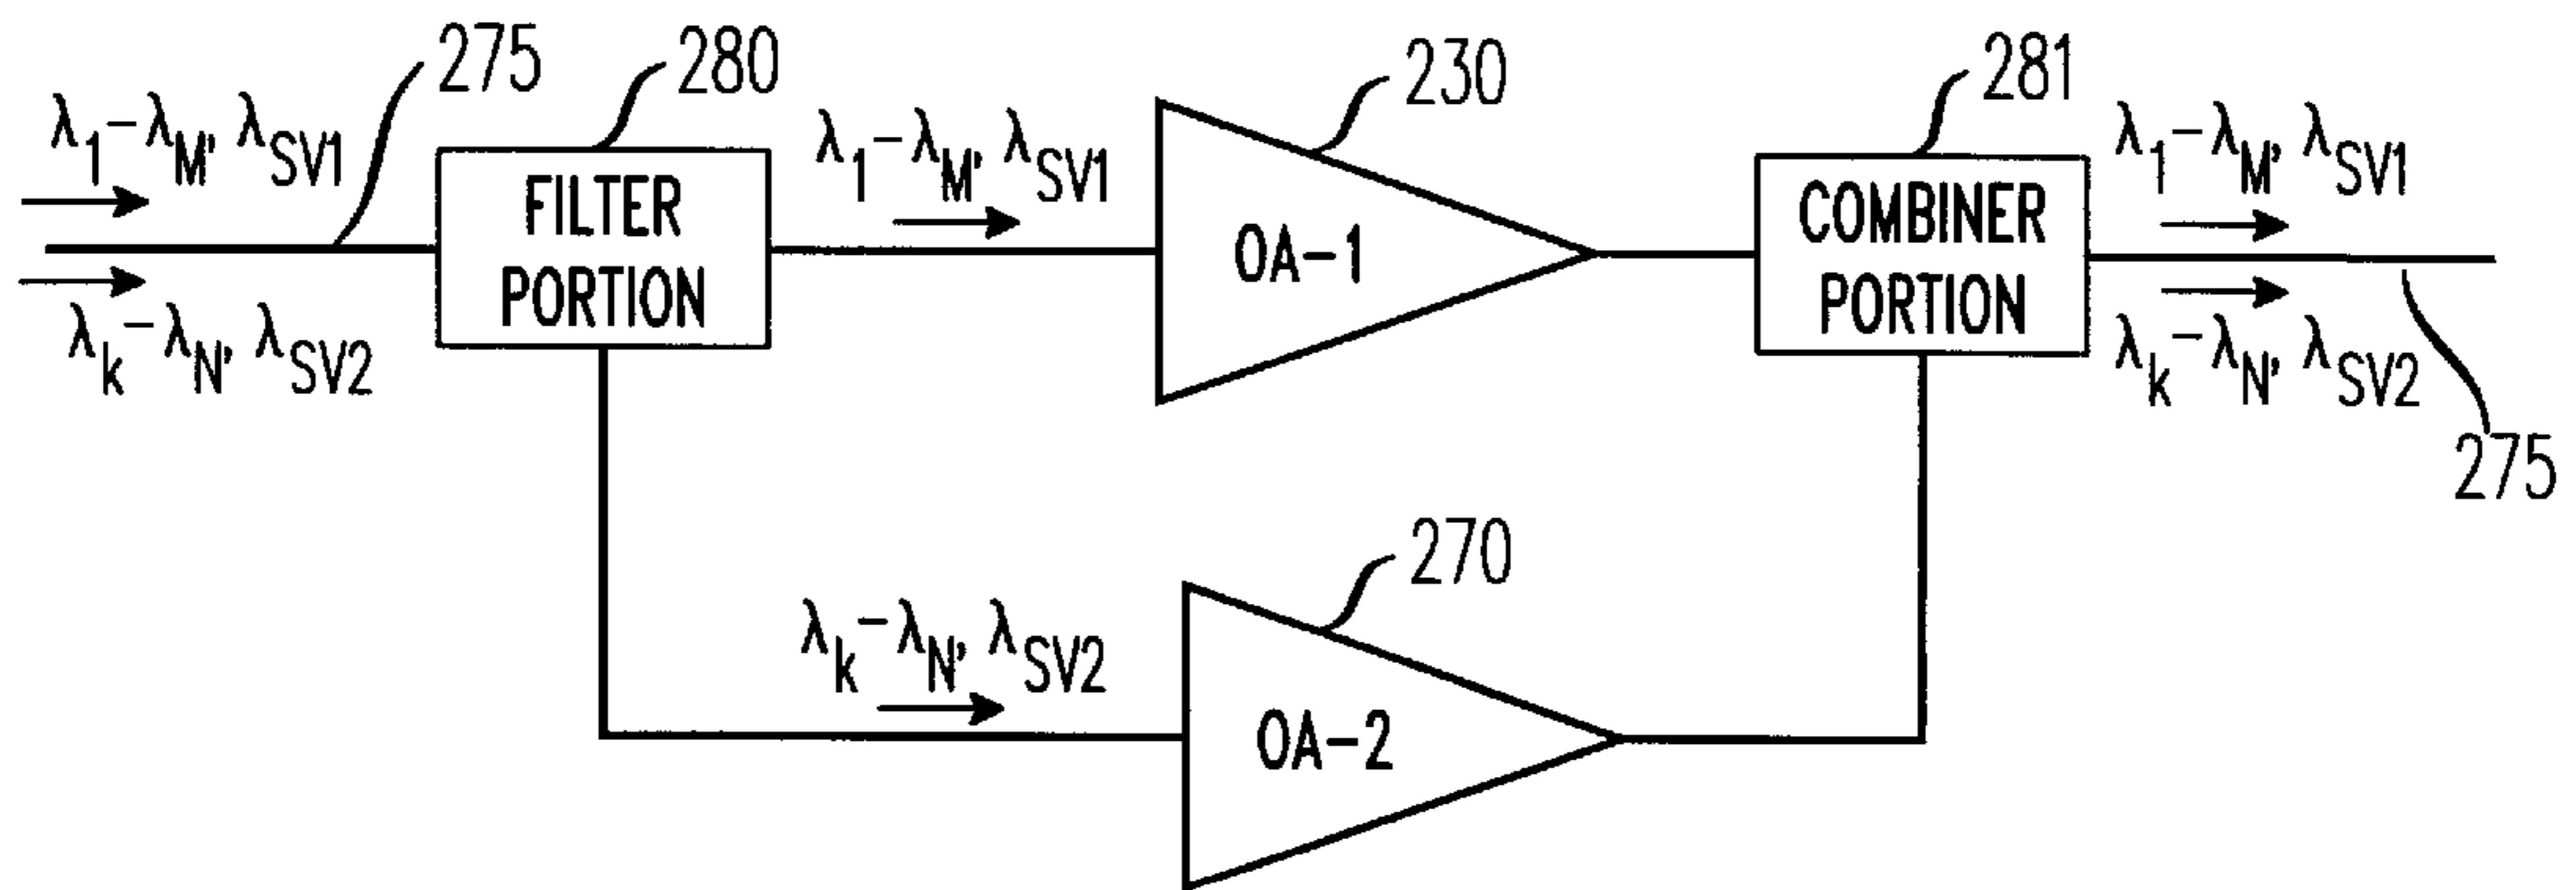 275
280
230
281
λ1-λM, λSV1
λk-λN, λSV2
FILTER
PORTION
λ1-λM, λSV1
OA-1
COMBINER
PORTION
λ1-λM, λSV1
λk-λN, λSV2
275
270
λk-λN, λSV2
OA-2